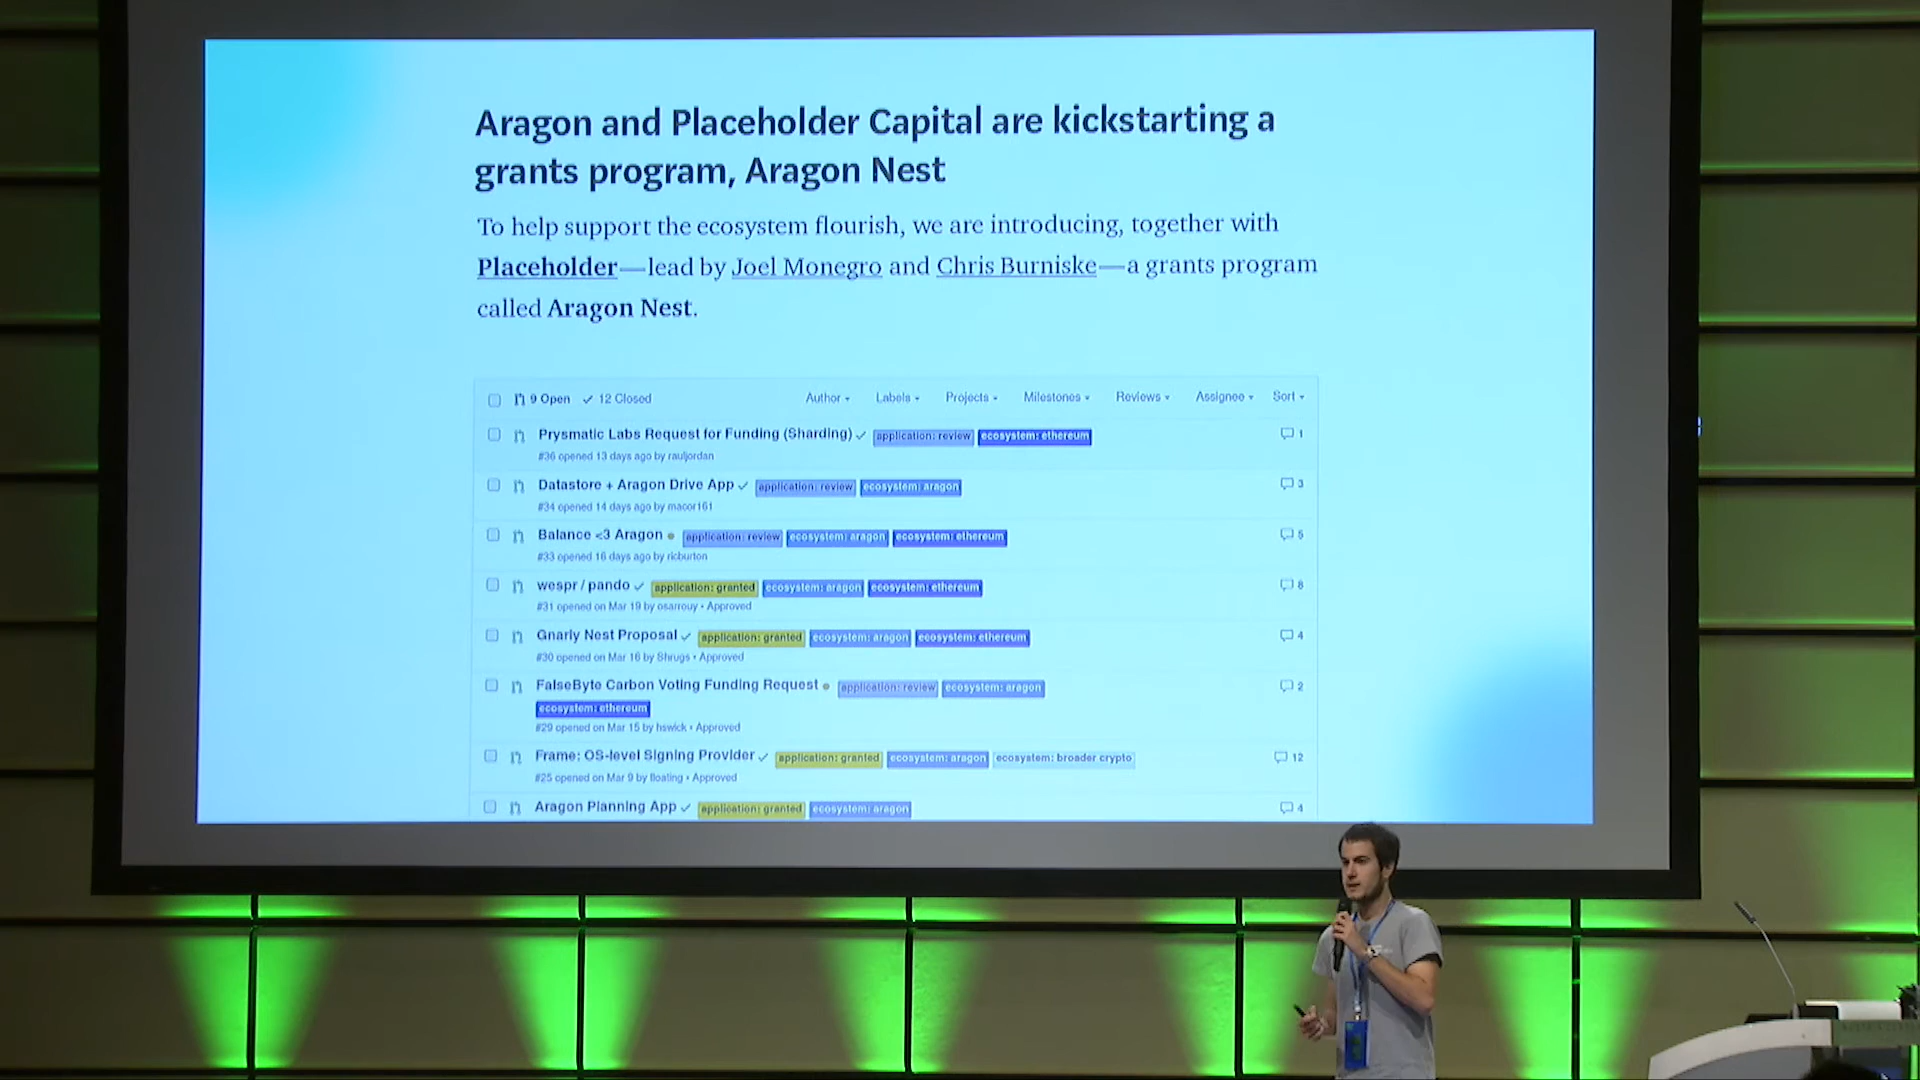 Aragon and Placeholder Capital are kickstarting a
grants program, Aragon Nest
To help support the ecosystem flourish, we are introducing, together with
Placeholder—lead by Joel Monegro and Chris Burniske—a grants program
called Aragon Nest.
9 Open 12 Closed Author Labels Projects Milestones Reviews Assignee Sort
Prysmatic Labs Request for Funding (Sharding) application: review ecosystem: ethereum 1
#36 opened 13 days ago by rauljordan
Datastore + Aragon Drive App application: review ecosystem: aragon 3
#34 opened 14 days ago by macor161
Balance <3 Aragon application: review ecosystem: aragon ecosystem: ethereum 5
#33 opened 16 days ago by ricburton
wespr / pando application: granted ecosystem: aragon ecosystem: ethereum 8
#31 opened on Mar 19 by osarrouy • Approved
Gnarly Nest Proposal application: granted ecosystem: aragon ecosystem: ethereum 4
#30 opened on Mar 16 by Shrugs • Approved
FalseByte Carbon Voting Funding Request application: review ecosystem: aragon 2
ecosystem: ethereum
#29 opened on Mar 15 by hswick • Approved
Frame: OS-level Signing Provider application: granted ecosystem: aragon ecosystem: broader crypto 12
#25 opened on Mar 9 by floating • Approved
Aragon Planning App application: granted ecosystem: aragon 4